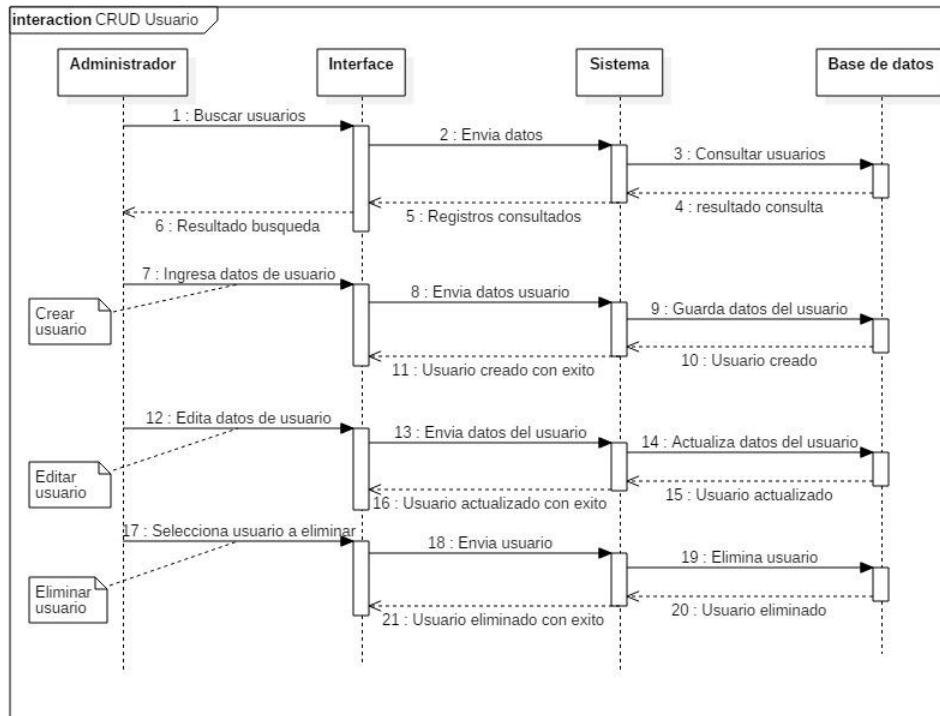 interaction CRUD Usuario
Administrador
Interface
Sistema
Base de datos
1 : Buscar usuarios
2 : Envia datos
3 : Consultar usuarios
4 : resultado consulta
5 : Registros consultados
6 : Resultado busqueda
7 : Ingresa datos de usuario
Crear
usuario
8 : Envia datos usuario
9 : Guarda datos del usuario
10 : Usuario creado
11 : Usuario creado con exito
12 : Edita datos de usuario
Editar
usuario
13 : Envia datos del usuario
14 : Actualiza datos del usuario
15 : Usuario actualizado
16 : Usuario actualizado con exito
17 : Selecciona usuario a eliminar
Eliminar
usuario
18 : Envia usuario
19 : Elimina usuario
20 : Usuario eliminado
21 : Usuario eliminado con exito